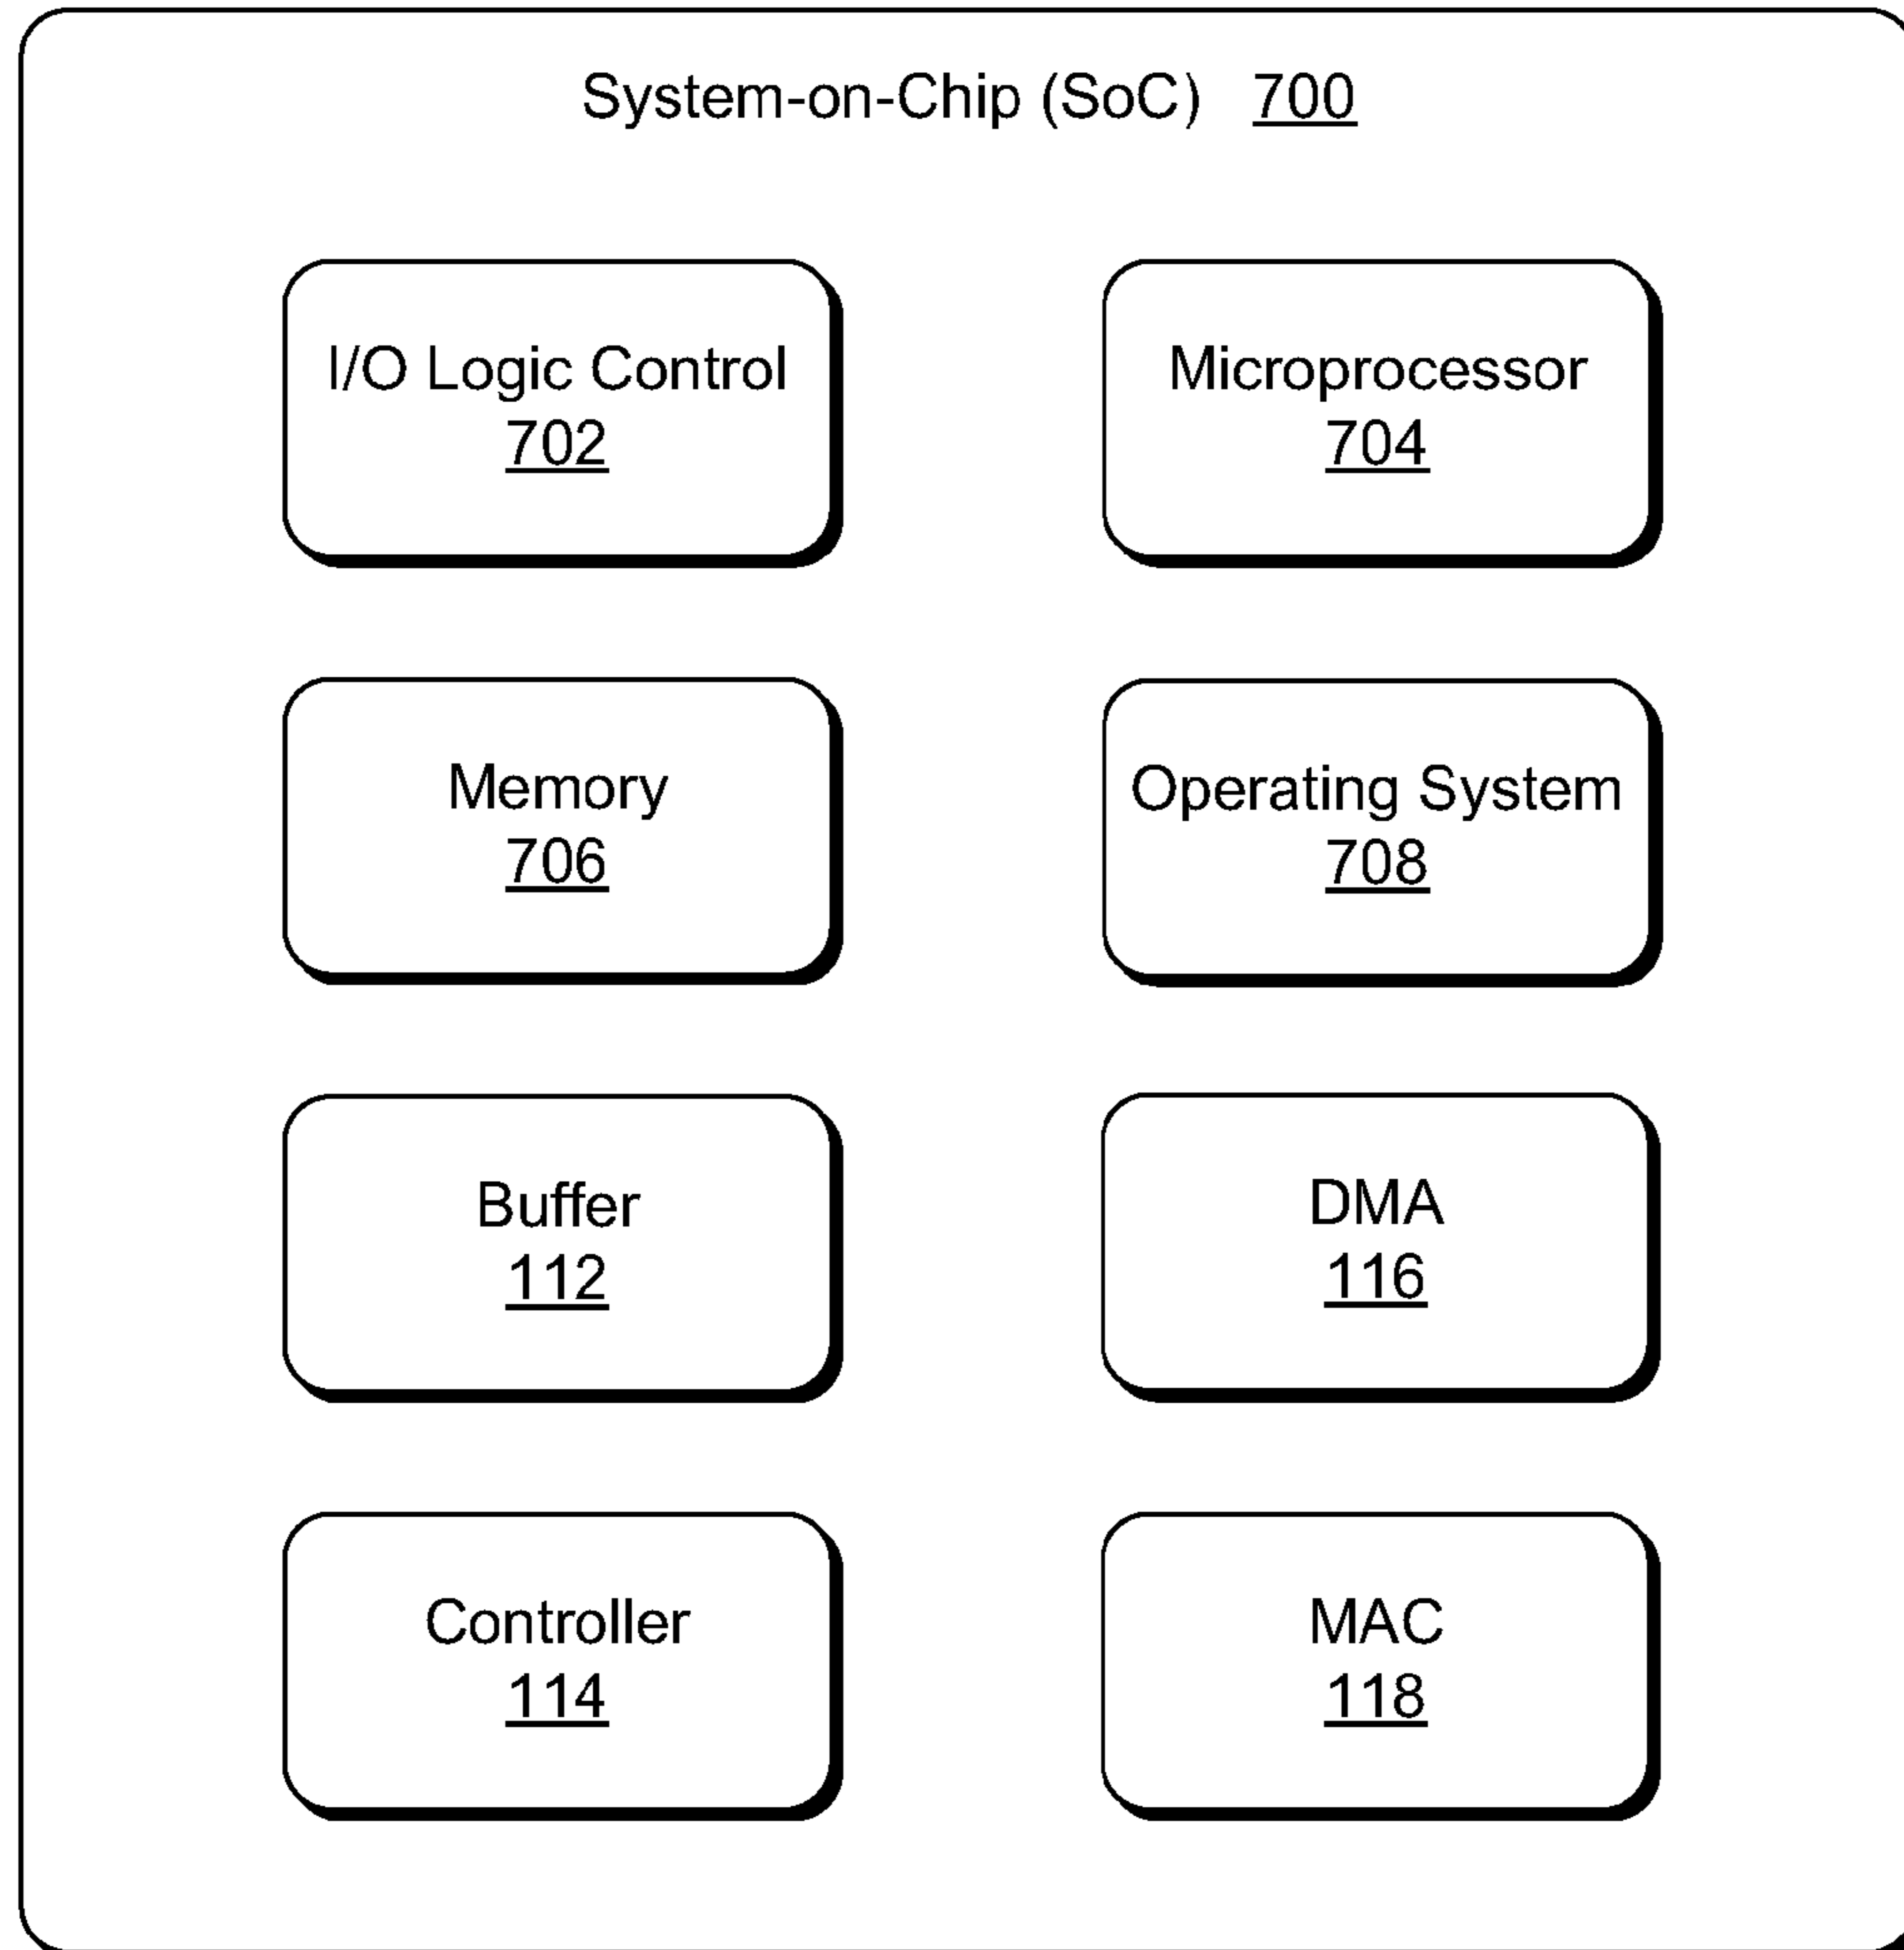 System-on-Chip (SoC) 700
I/O Logic Control
702
Microprocessor
704
Memory
706
Operating System
708
Buffer
112
DMA
116
Controller
114
MAC
118